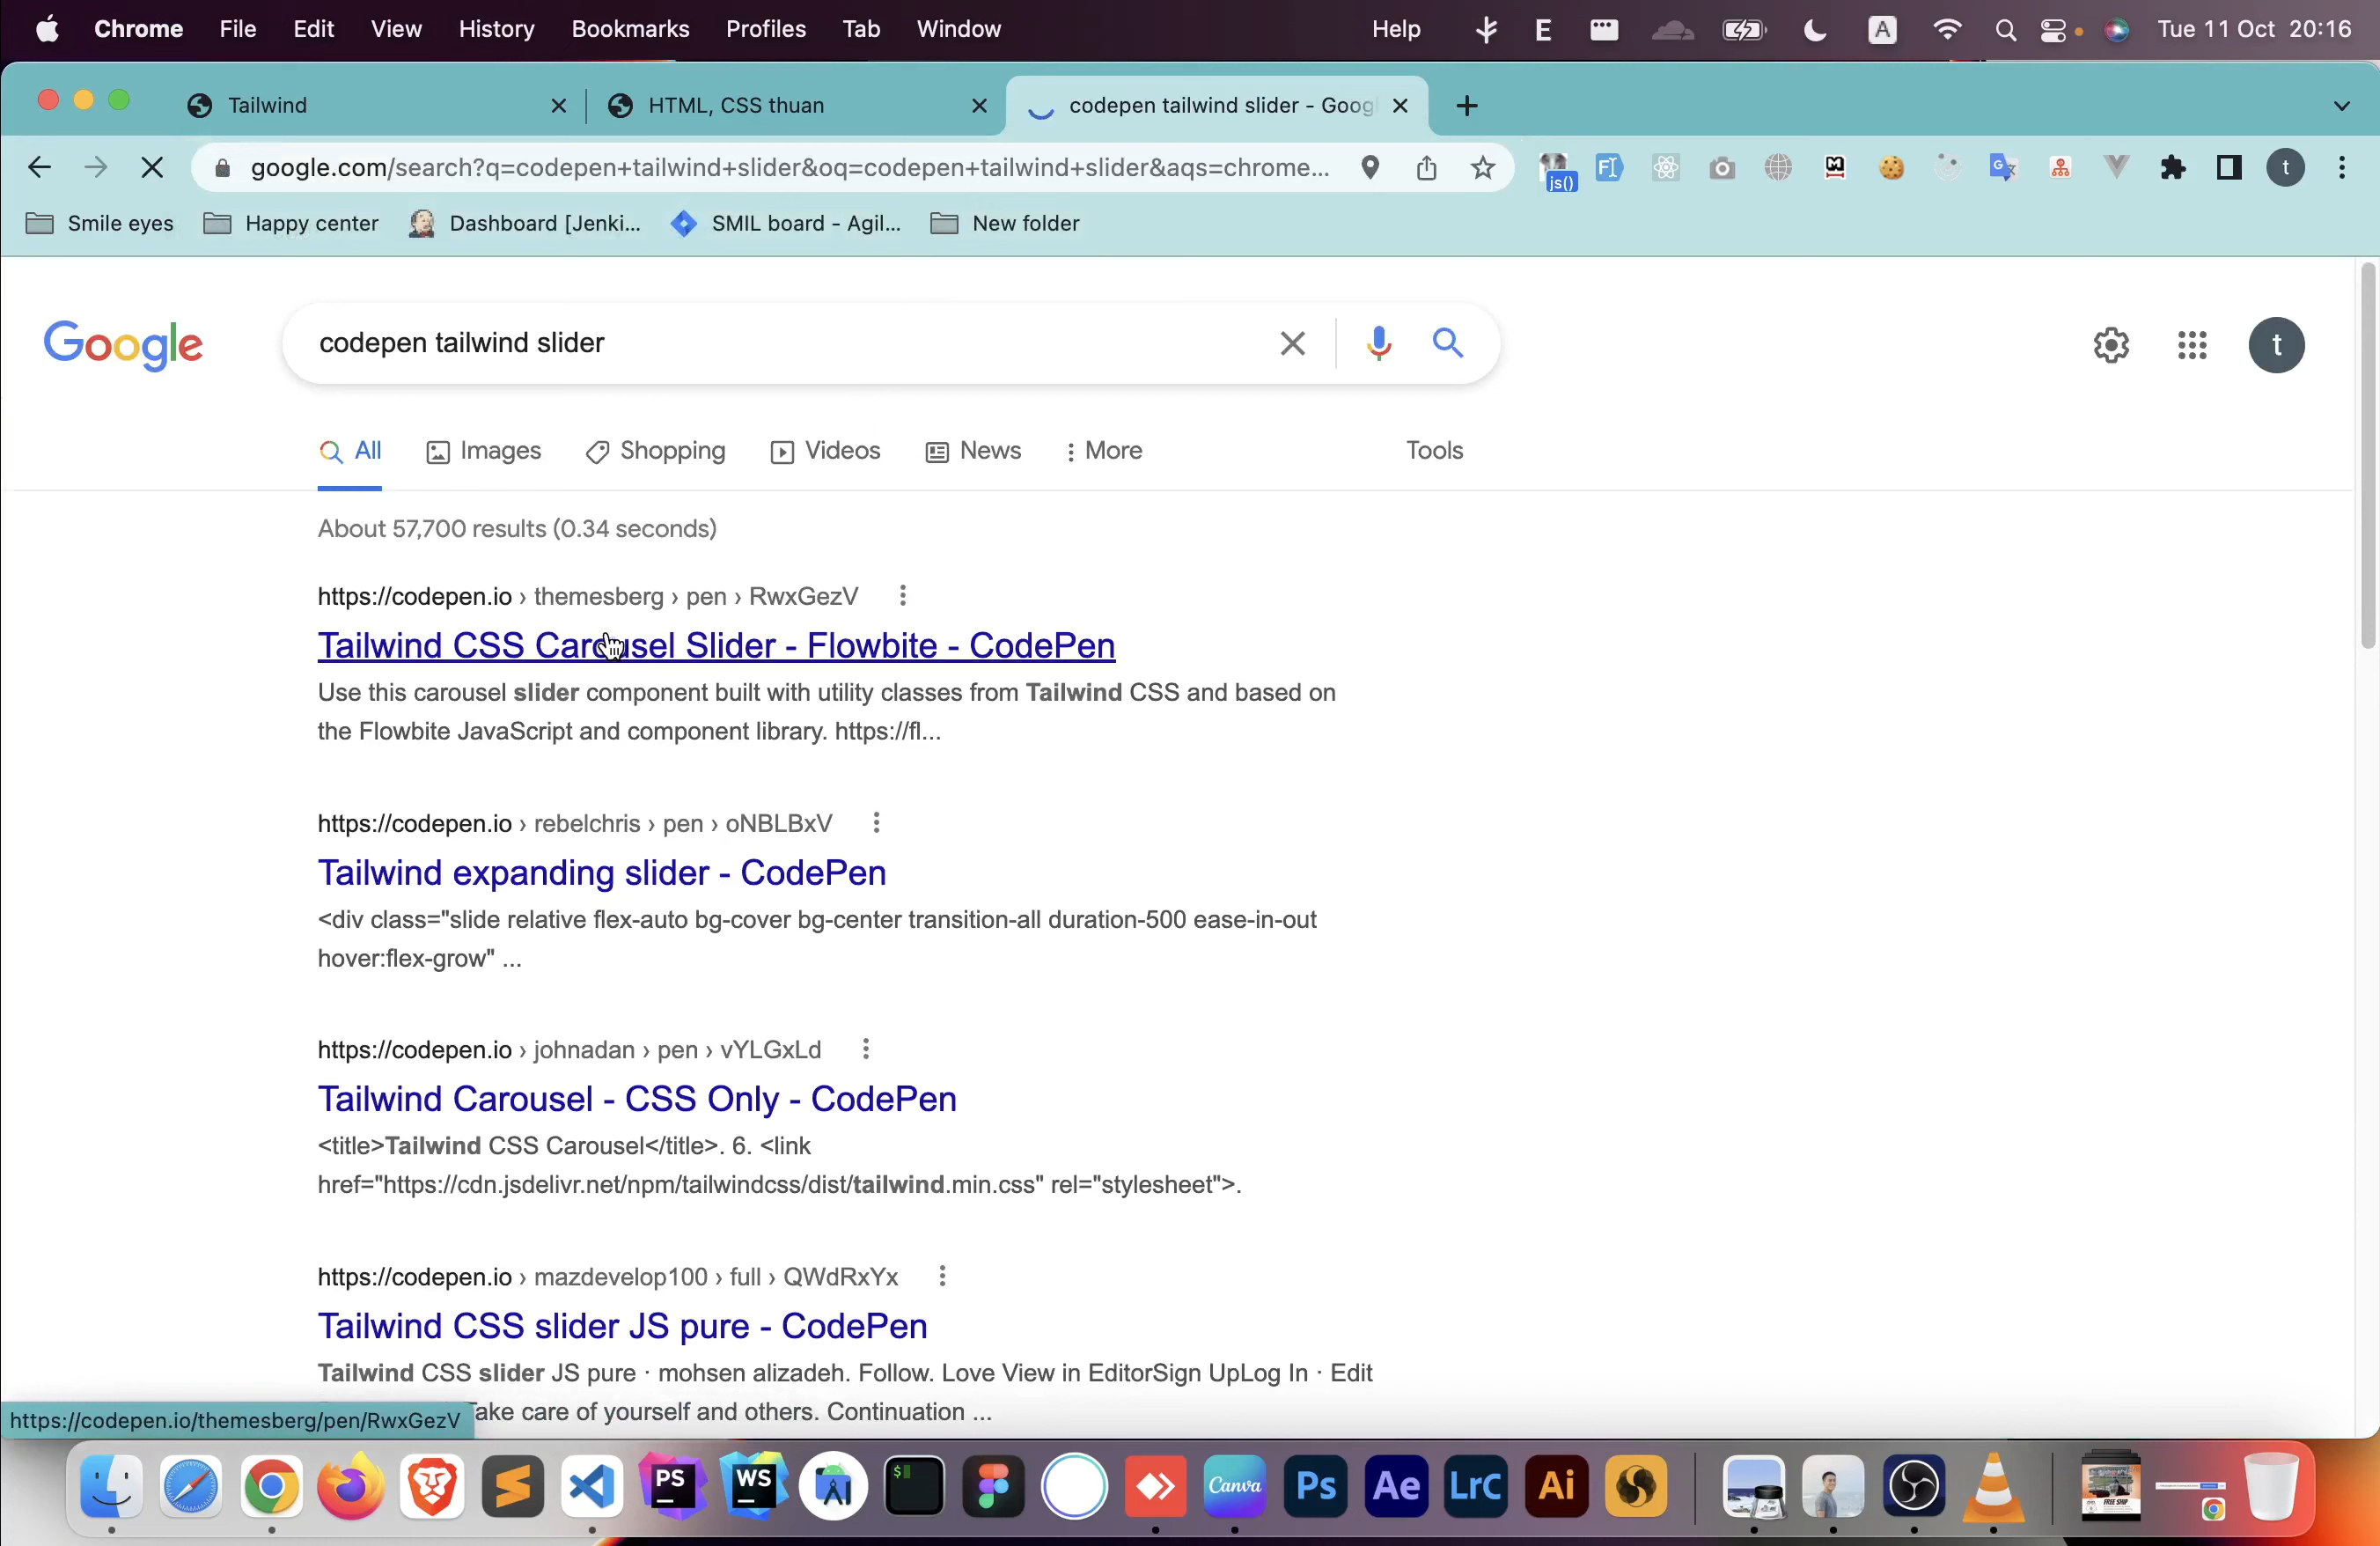 Chrome File Edit View History Bookmarks Profiles Tab Window Help E A Tue 11 Oct 20:16
Tailwind
HTML, CSS thuan
codepen tailwind slider - Goog
google.com/search?q=codepen+tailwind+slider&oq=codepen+tailwind+slider&aqs=chrome...
js()
t
Smile eyes Happy center Dashboard [Jenki... SMIL board - Agil... New folder
Google
codepen tailwind slider
t
All Images Shopping Videos News More Tools
About 57,700 results (0.34 seconds)
https://codepen.io › themesberg › pen › RwxGezV
Tailwind CSS Carousel Slider - Flowbite - CodePen
Use this carousel slider component built with utility classes from Tailwind CSS and based on
the Flowbite JavaScript and component library. https://fl...
https://codepen.io › rebelchris › pen › oNBLBxV
Tailwind expanding slider - CodePen
<div class="slide relative flex-auto bg-cover bg-center transition-all duration-500 ease-in-out
hover:flex-grow" ...
https://codepen.io › johnadan › pen › vYLGxLd
Tailwind Carousel - CSS Only - CodePen
<title>Tailwind CSS Carousel</title>. 6. <link
href="https://cdn.jsdelivr.net/npm/tailwindcss/dist/tailwind.min.css" rel="stylesheet">.
https://codepen.io › mazdevelop100 › full › QWdRxYx
Tailwind CSS slider JS pure - CodePen
Tailwind CSS slider JS pure · mohsen alizadeh. Follow. Love View in EditorSign UpLog In · Edit
ake care of yourself and others. Continuation ...
https://codepen.io/themesberg/pen/RwxGezV
PS WS Canva Ps Ae LrC Ai FREE SHIP